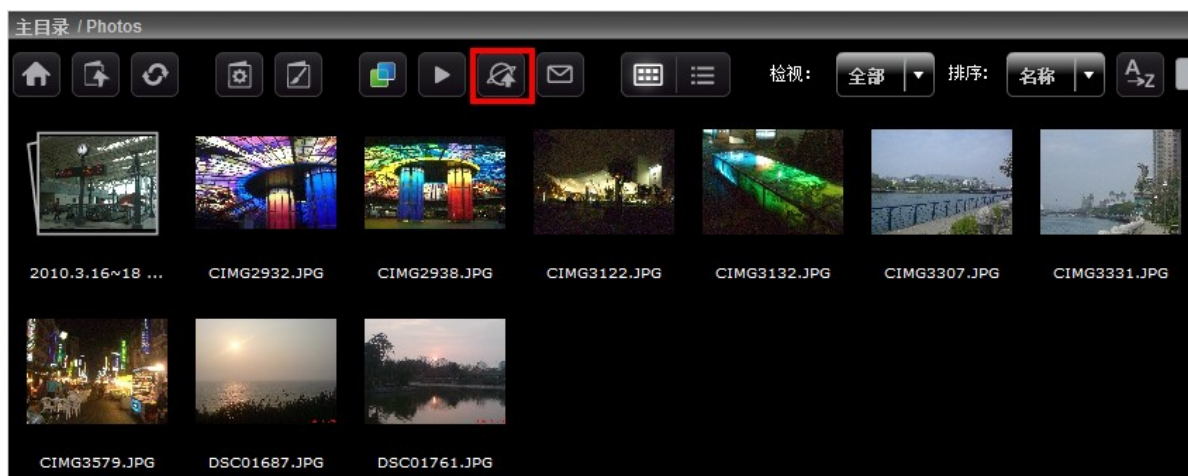 主目录 / Photos
检视: 全部 排序: 名称 A→Z
2010.3.16~18 ... CIMG2932.JPG CIMG2938.JPG CIMG3122.JPG CIMG3132.JPG CIMG3307.JPG CIMG3331.JPG
CIMG3579.JPG DSC01687.JPG DSC01761.JPG